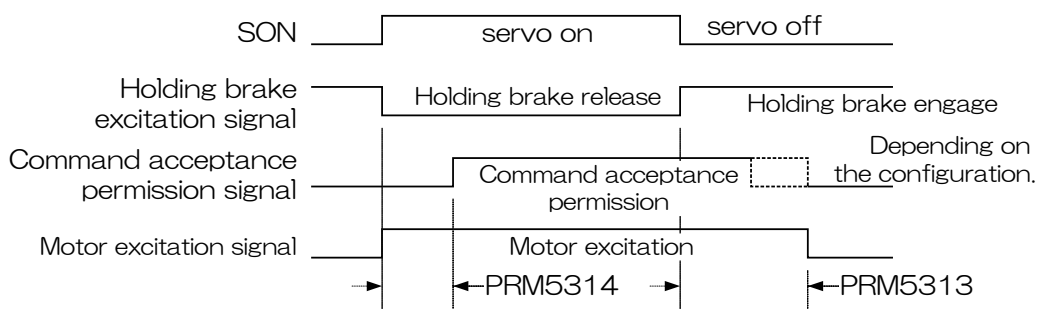 SON
servo on
servo off
Holding brake
excitation signal
Holding brake release
Holding brake engage
Command acceptance
permission signal
Command acceptance
permission
Depending on
the configuration.
Motor excitation signal
Motor excitation
PRM5314
PRM5313